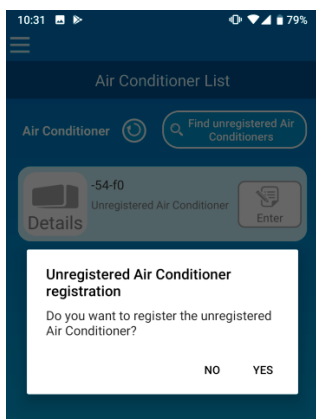 10:31 79%
Air Conditioner List
Air Conditioner
Find unregistered Air
Conditioners
-54-f0
Unregistered Air Conditioner
Details
Enter
Unregistered Air Conditioner
registration
Do you want to register the unregistered
Air Conditioner?
NO YES